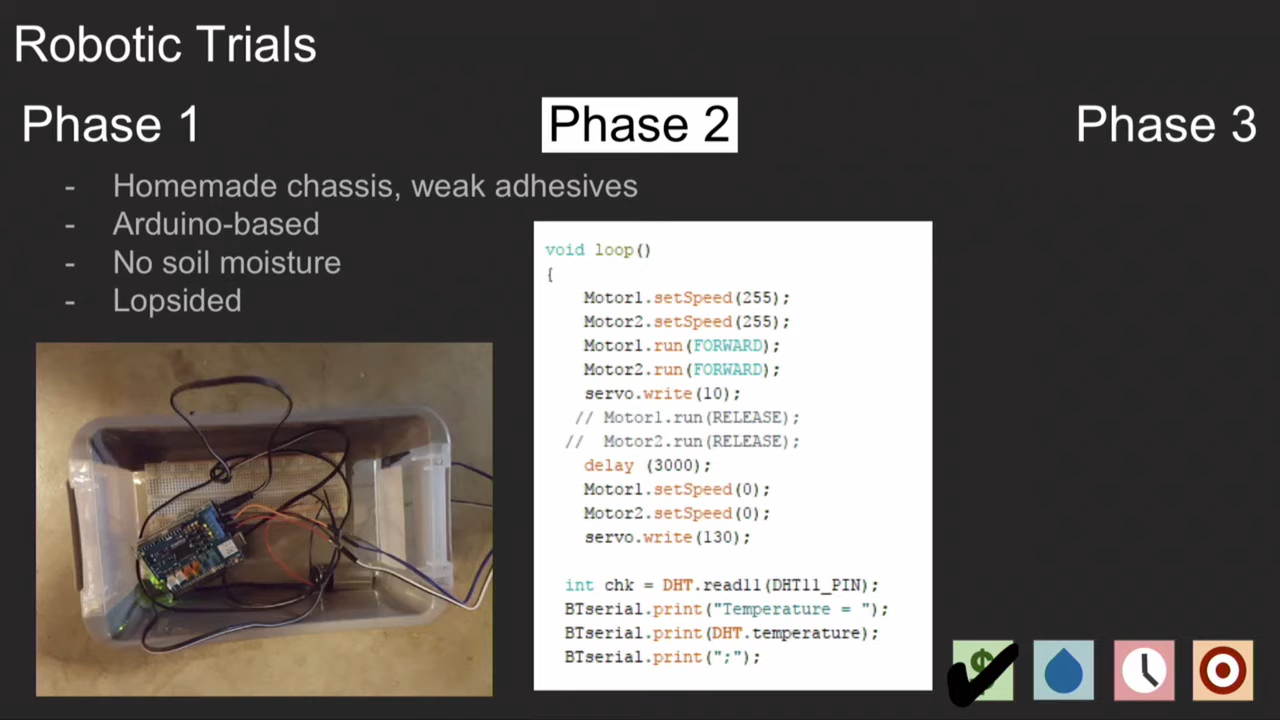 Robotic Trials
Phase 1
Phase 2
Phase 3
- Homemade chassis, weak adhesives
- Arduino-based
- No soil moisture
- Lopsided
void loop()
{
Motor1.setSpeed(255);
Motor2.setSpeed(255);
Motor1.run(FORWARD);
Motor2.run(FORWARD);
servo.write(10);
// Motor1.run(RELEASE);
// Motor2.run(RELEASE);
delay (3000);
Motor1.setSpeed(0);
Motor2.setSpeed(0);
servo.write(130);
int chk = DHT.read11(DHT11_PIN);
BTserial.print("Temperature = ");
BTserial.print(DHT.temperature);
BTserial.print(";");
$